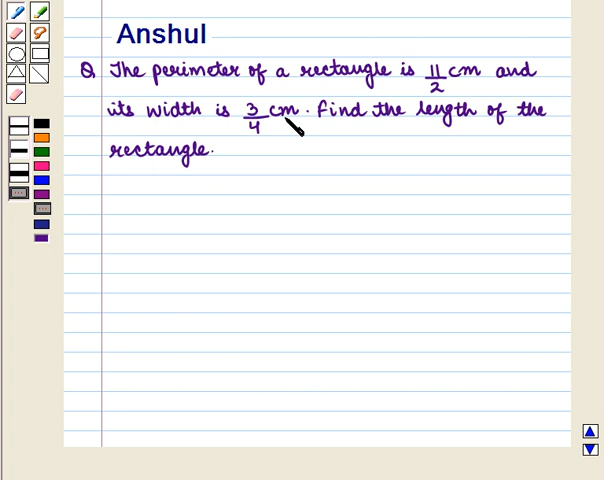 Anshul
Q. The perimeter of a rectangle is 11/2 cm and
its width is 3/4 cm. Find the length of the
rectangle.